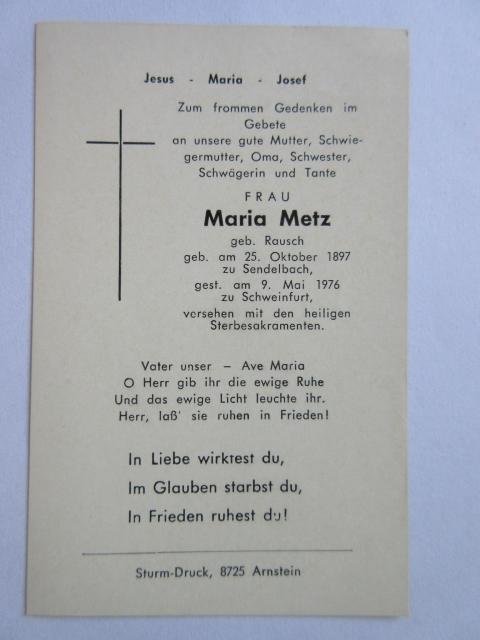 Jesus - Maria - Josef
Zum frommen Gedenken im
Gebete
an unsere gute Mutter, Schwie-
germutter, Oma, Schwester,
Schwägerin und Tante
FRAU
Maria Metz
geb. Rausch
geb. am 25. Oktober 1897
zu Sendelbach,
gest. am 9. Mai 1976
zu Schweinfurt,
versehen mit den heiligen
Sterbesakramenten.
Vater unser – Ave Maria
O Herr gib ihr die ewige Ruhe
Und das ewige Licht leuchte ihr.
Herr, laß' sie ruhen in Frieden!
In Liebe wirktest du,
Im Glauben starbst du,
In Frieden ruhest du!
Sturm-Druck, 8725 Arnstein